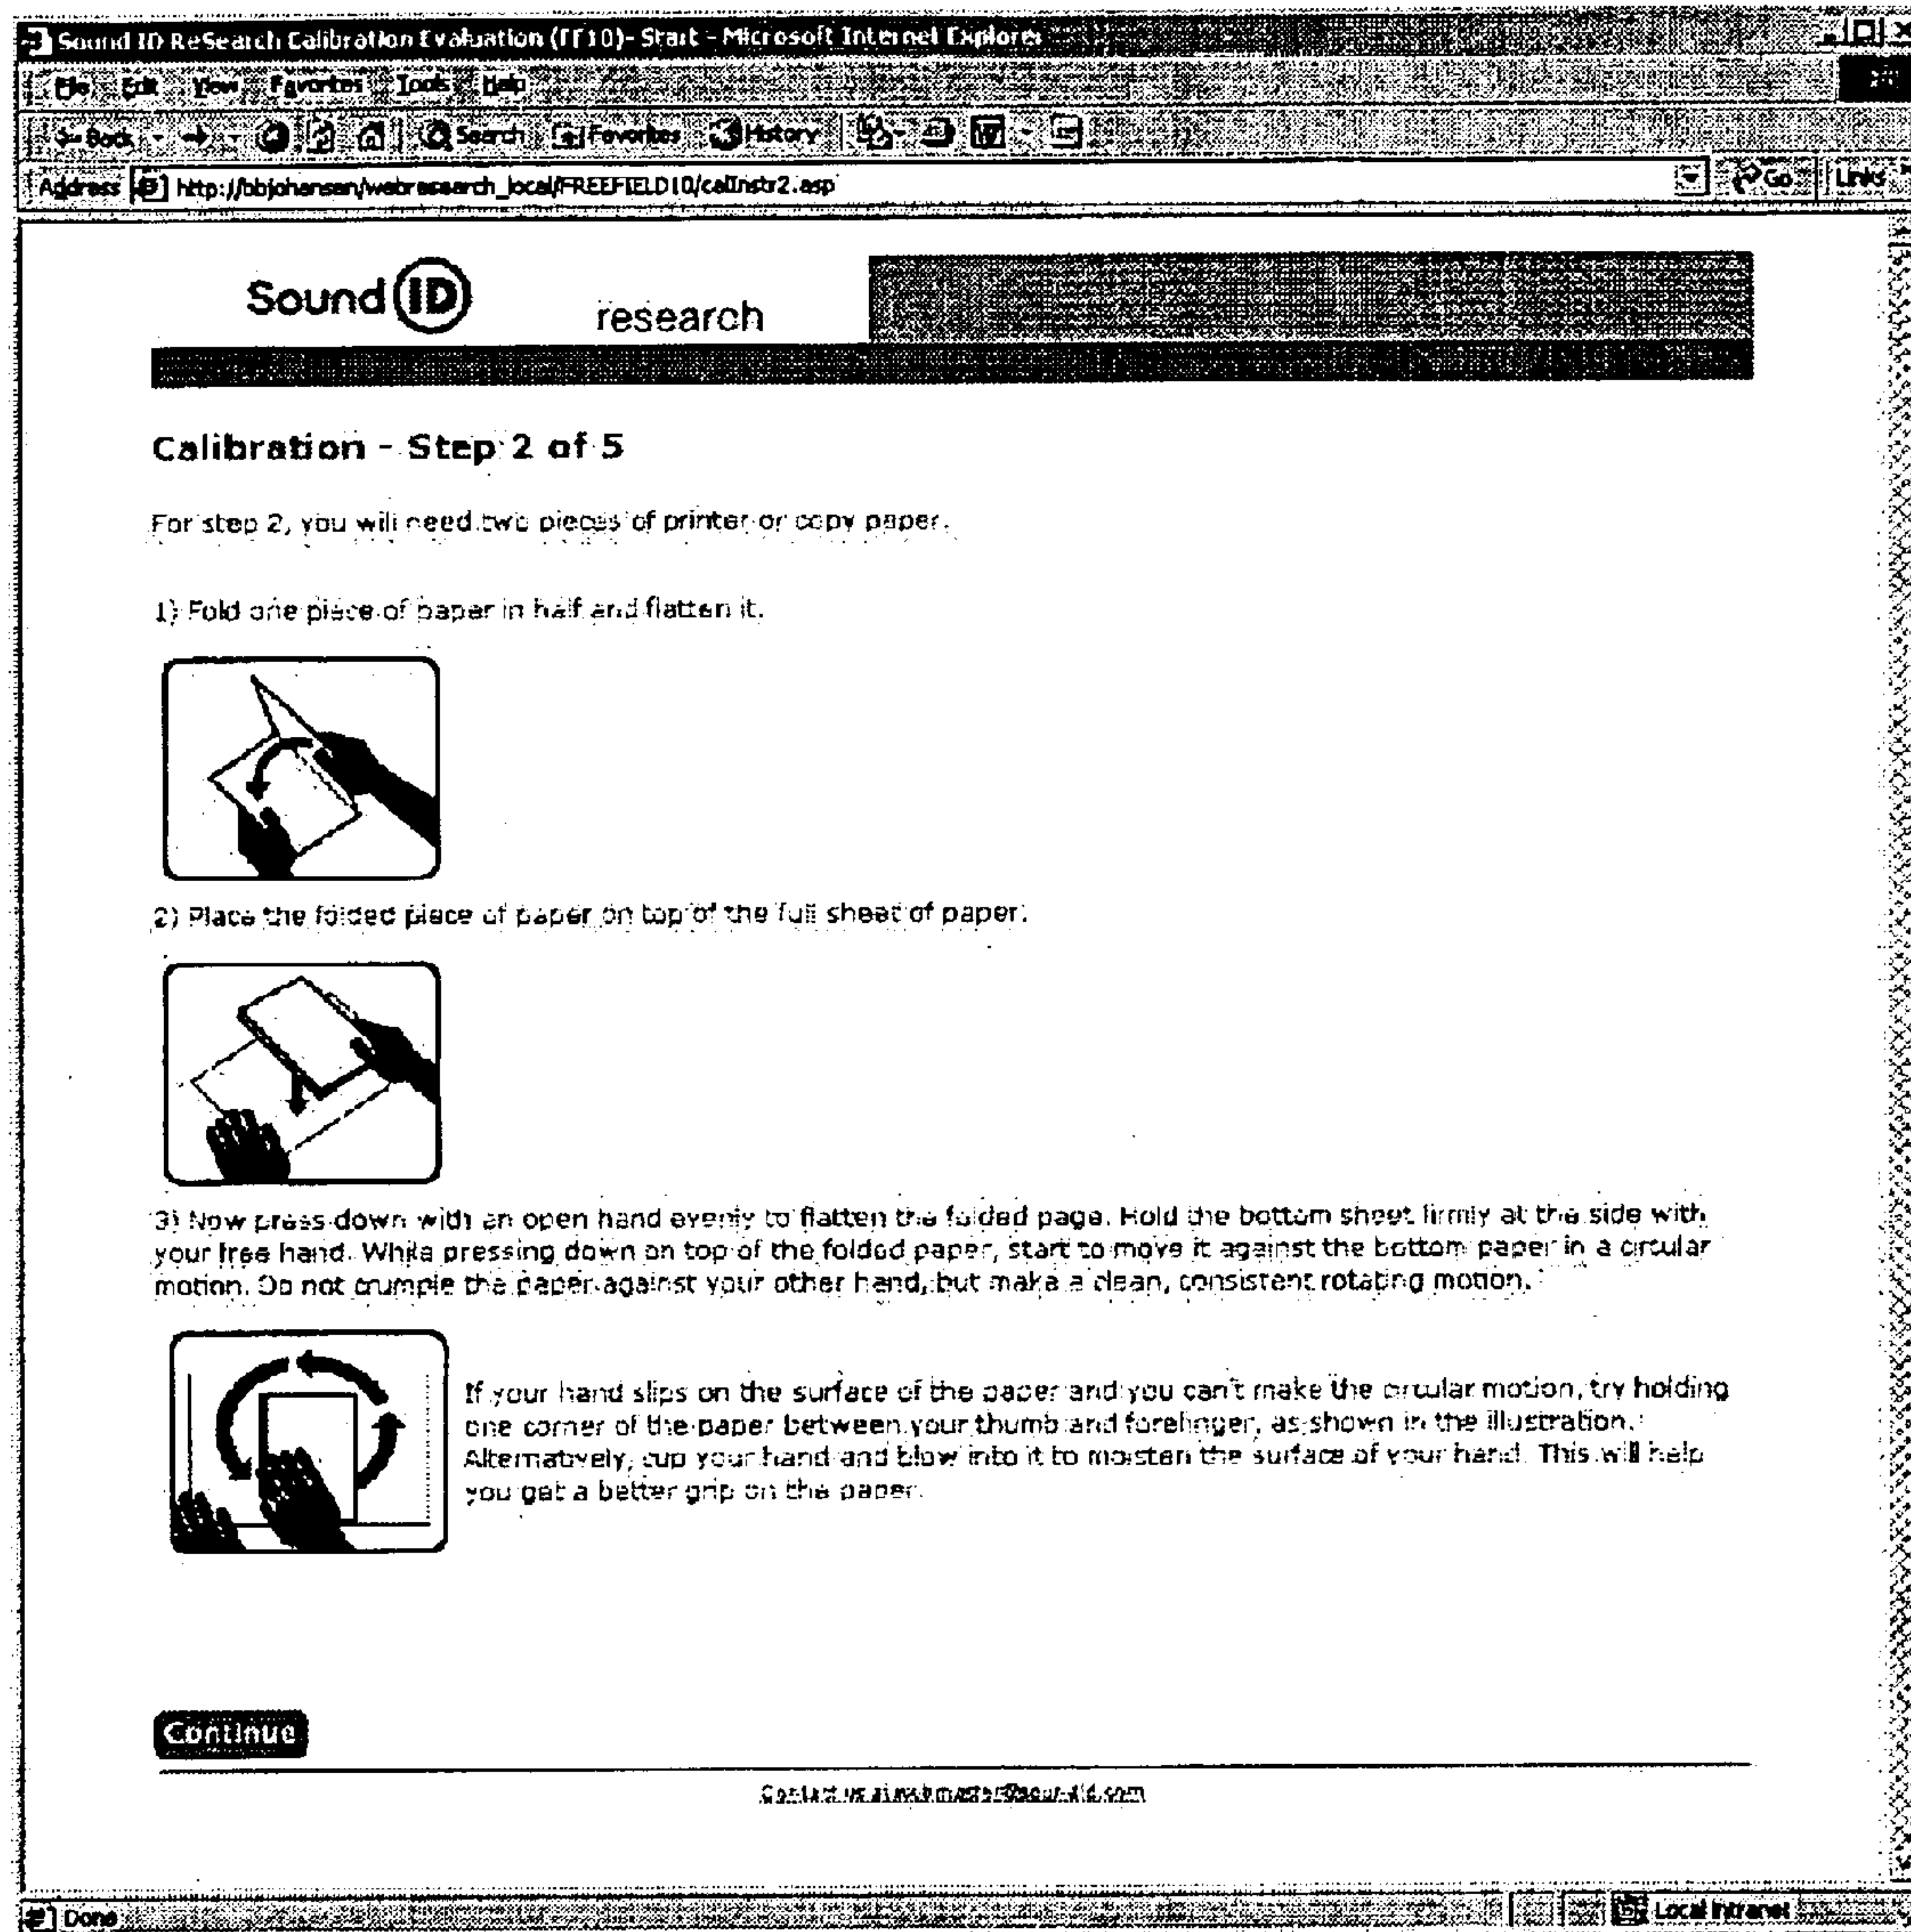 Sound ID ReSearch Calibration Evaluation (FF10)- Start - Microsoft Internet Explorer
File Edit View Favorites Tools Help
Back Search Favorites History
Address http://bbjohansen/webresearch_local/FREEFIELD10/calInstr2.asp Go Links
Sound ID research
Calibration - Step 2 of 5
For step 2, you will need two pieces of printer or copy paper.
1) Fold one piece of paper in half and flatten it.
2) Place the folded piece of paper on top of the full sheet of paper.
3) Now press down with an open hand evenly to flatten the folded page. Hold the bottom sheet firmly at the side with
your free hand. While pressing down on top of the folded paper, start to move it against the bottom paper in a circular
motion. Do not crumple the paper against your other hand, but make a clean, consistent rotating motion.
If your hand slips on the surface of the paper and you can't make the circular motion, try holding
one corner of the paper between your thumb and forefinger, as shown in the illustration.
Alternatively, cup your hand and blow into it to moisten the surface of your hand. This will help
you get a better grip on the paper.
Continue
Contact us at webmaster@soundid.com
Done Local intranet